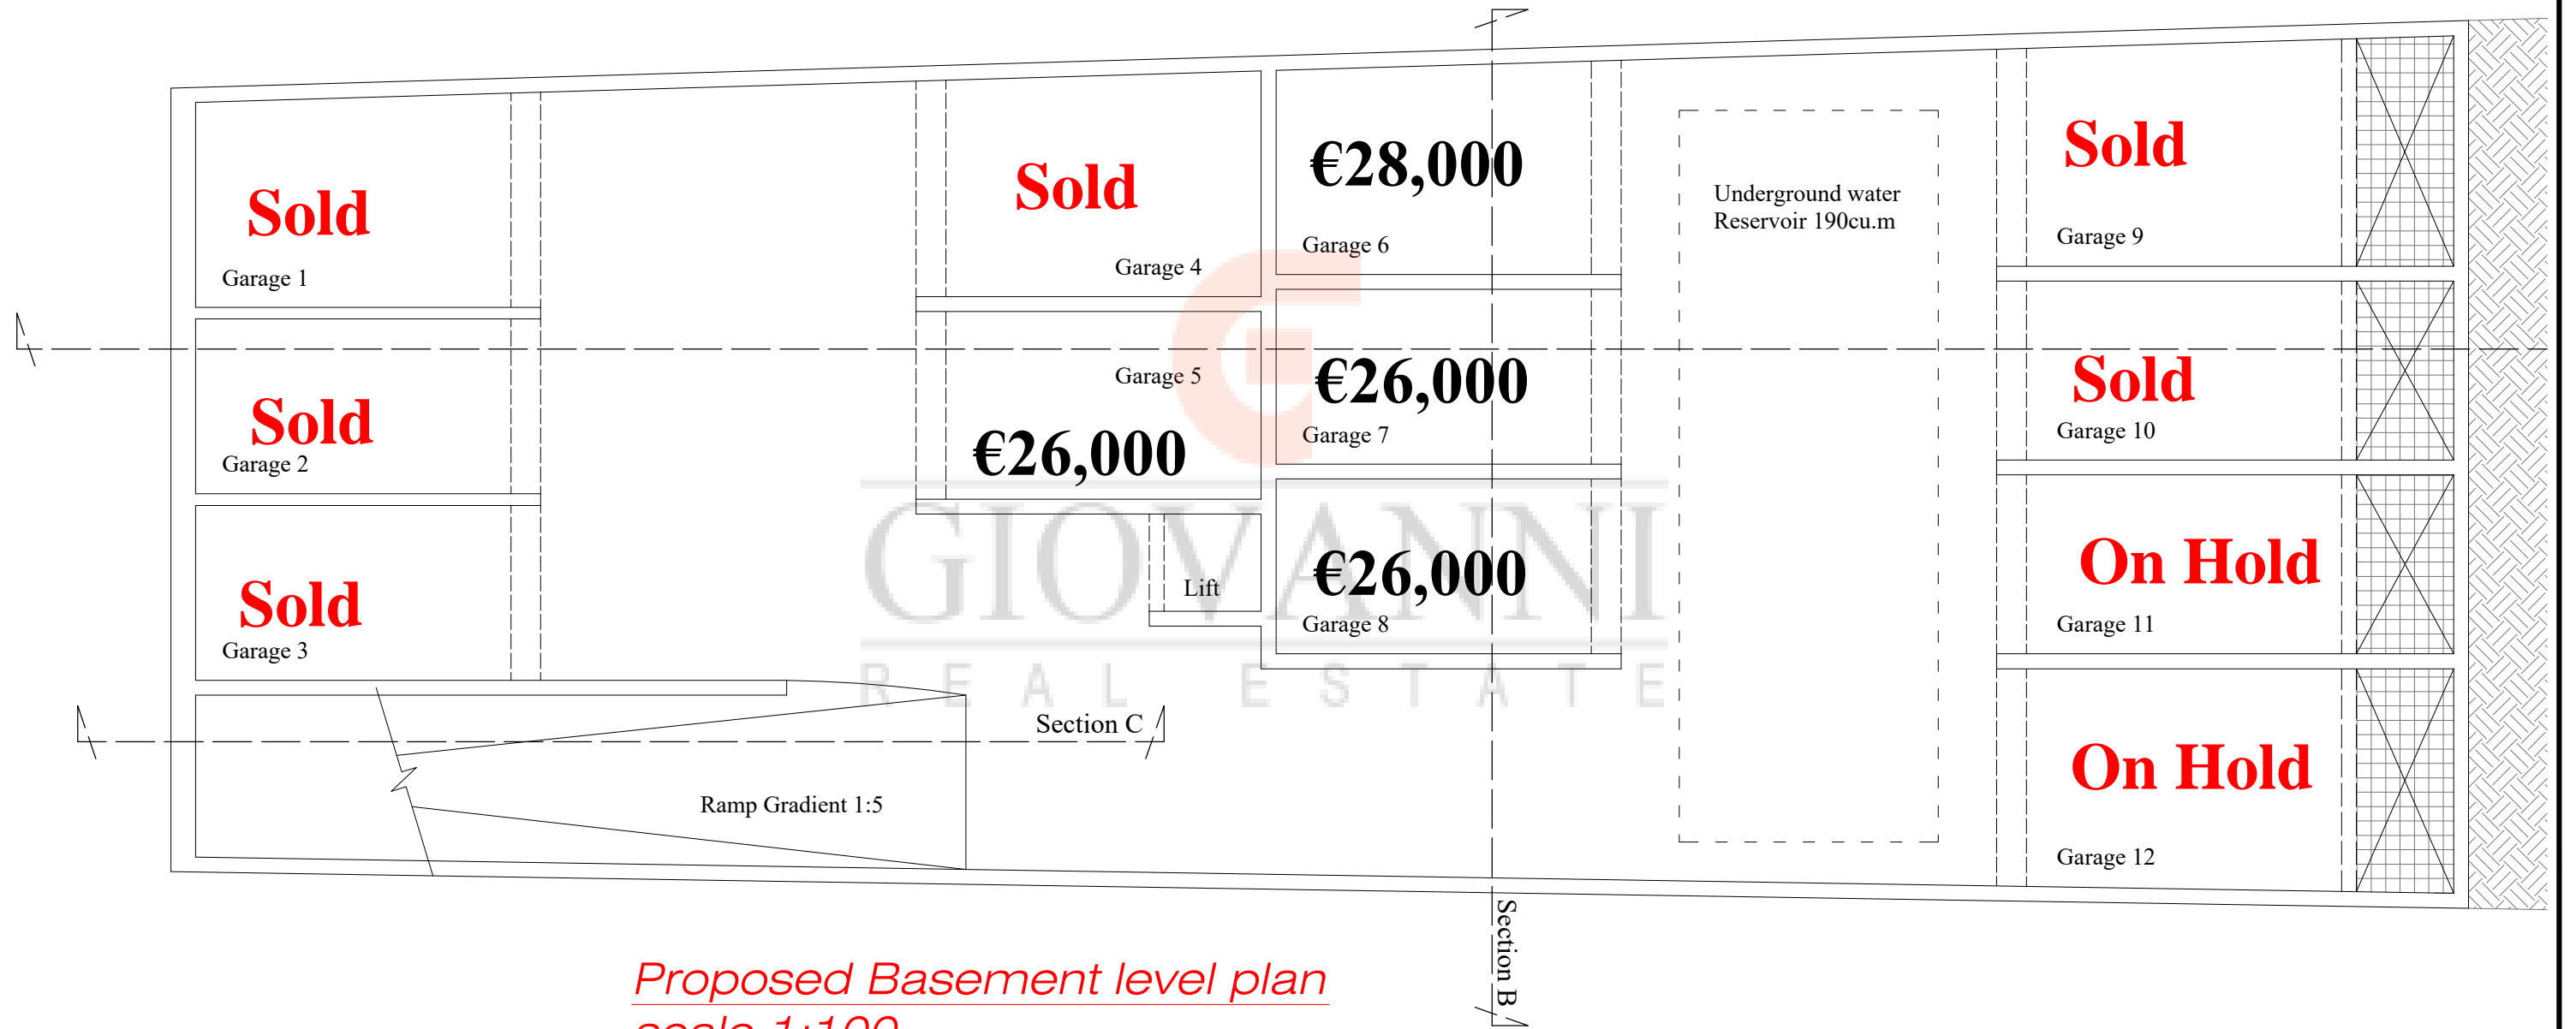 Sold
Garage 1
Sold
Garage 2
Sold
Garage 3
Sold
Garage 4
Garage 5
€26,000
€28,000
Garage 6
€26,000
Garage 7
€26,000
Garage 8
Lift
Underground water
Reservoir 190cu.m
Sold
Garage 9
Sold
Garage 10
On Hold
Garage 11
On Hold
Garage 12
GIOVANNI
REAL ESTATE
Section C
Ramp Gradient 1:5
Section B
Proposed Basement level plan
scale 1:100